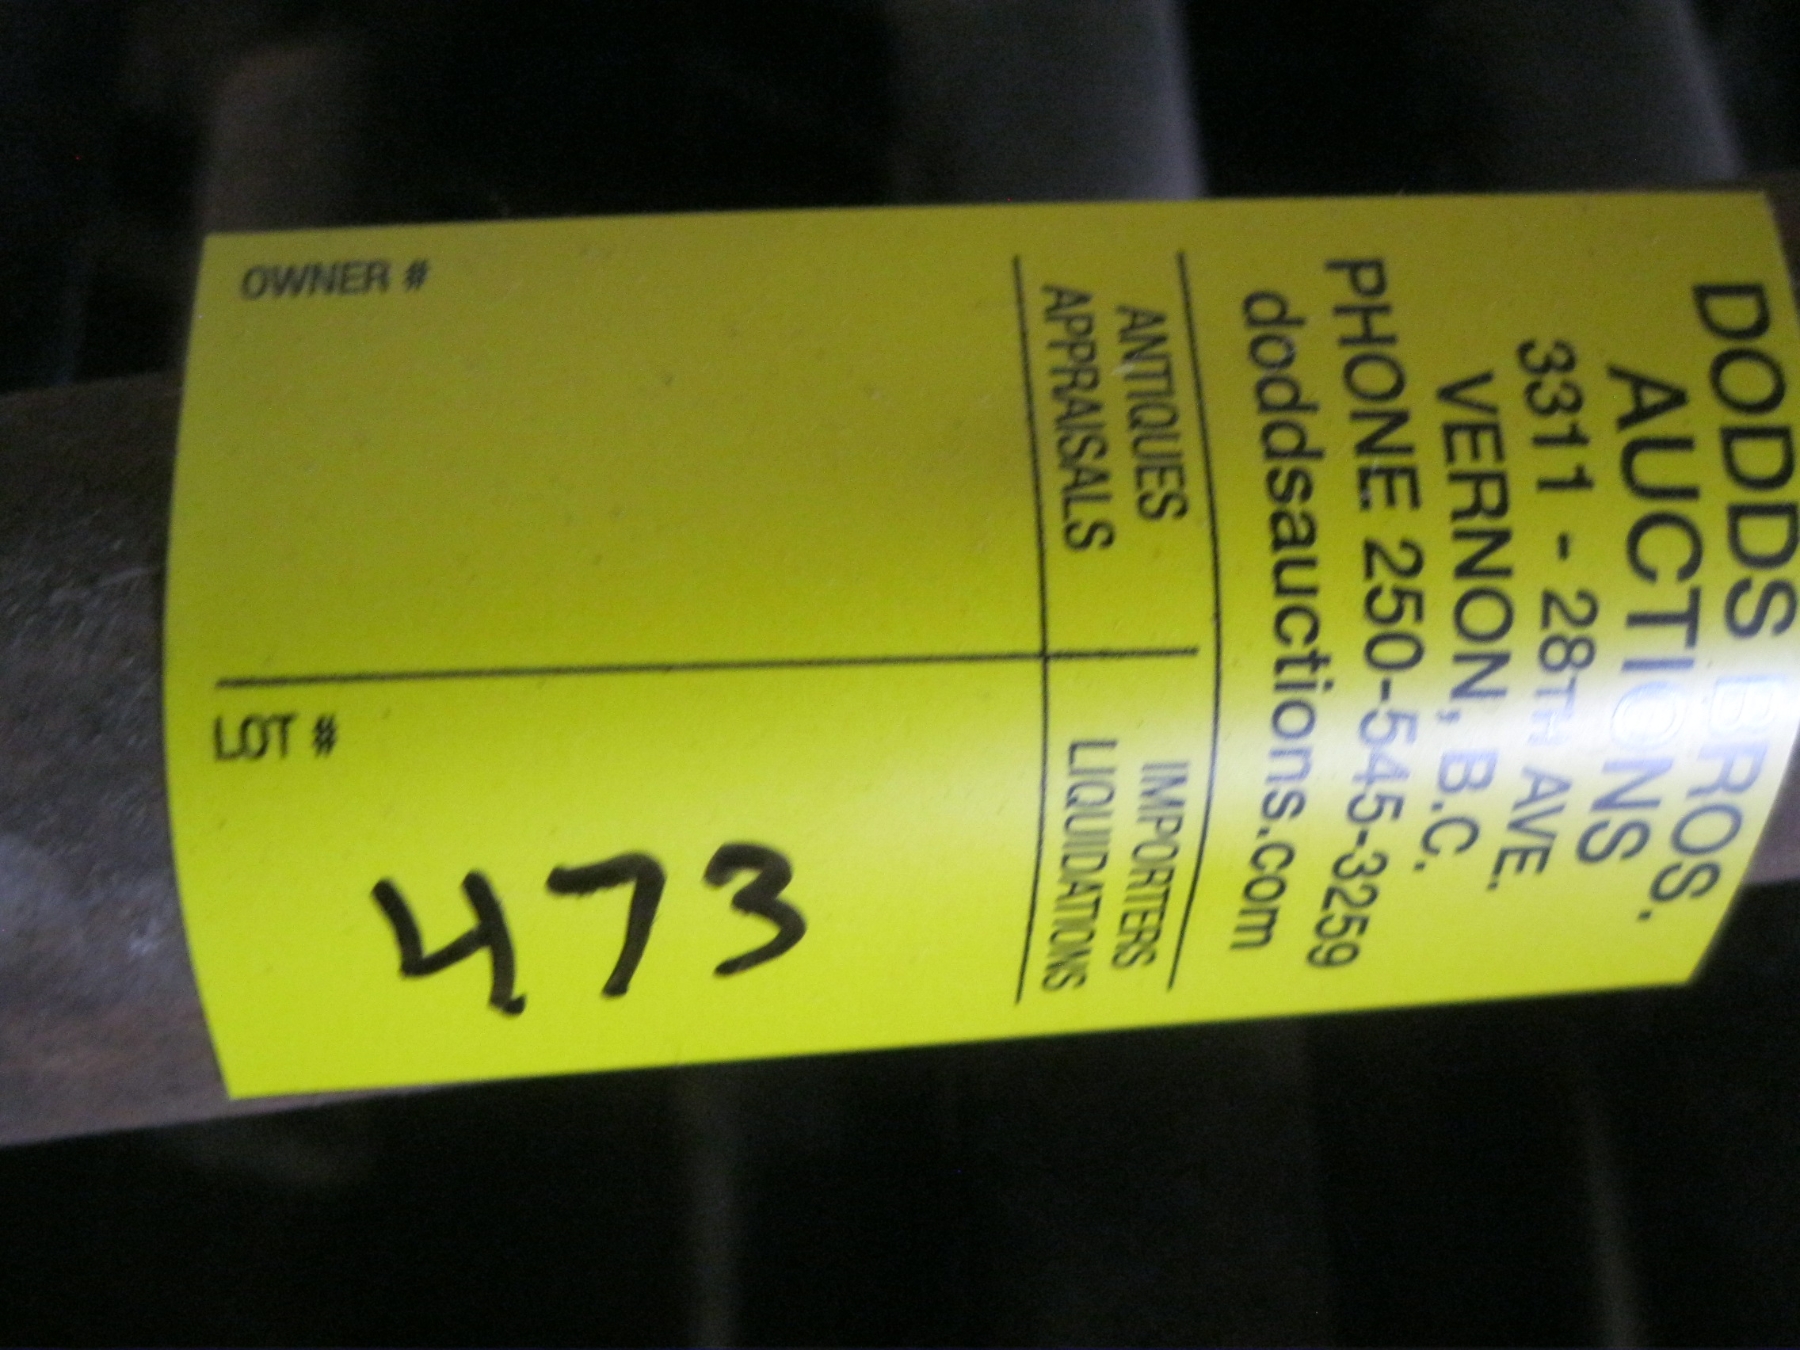 DODDS BROS.
AUCTIONS
3311 - 28TH AVE.
VERNON, B.C.
PHONE 250-545-3259
doddsauctions.com
ANTIQUES
APPRAISALS
IMPORTERS
LIQUIDATIONS
OWNER #
LOT #
473